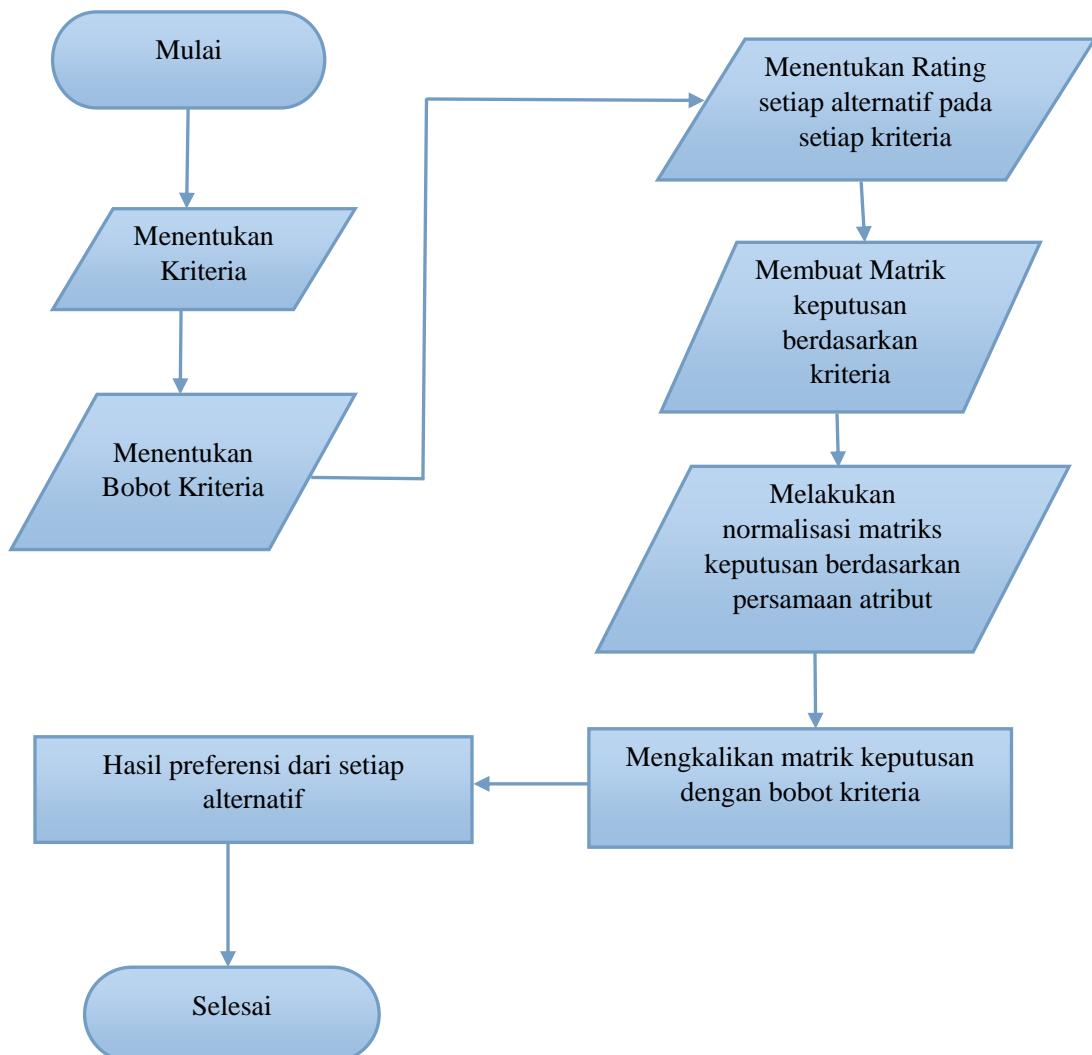 Mulai
Menentukan
Kriteria
Menentukan
Bobot Kriteria
Menentukan Rating
setiap alternatif pada
setiap kriteria
Membuat Matrik
keputusan
berdasarkan
kriteria
Melakukan
normalisasi matriks
keputusan berdasarkan
persamaan atribut
Mengkalikan matrik keputusan
dengan bobot kriteria
Hasil preferensi dari setiap
alternatif
Selesai